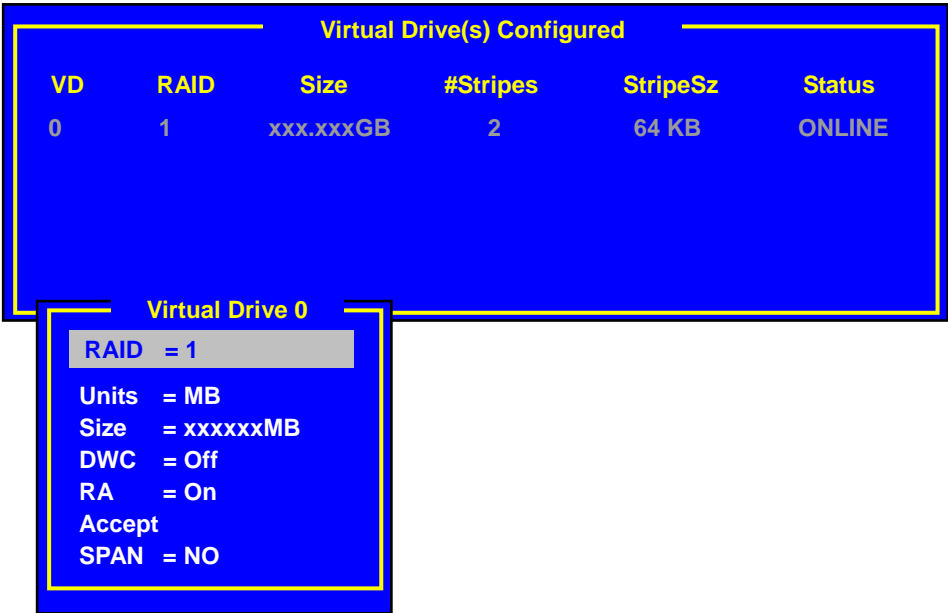 Virtual Drive(s) Configured
VD RAID Size #Stripes StripeSz Status
0 1 xxx.xxxGB 2 64 KB ONLINE
Virtual Drive 0
RAID = 1
Units = MB
Size = xxxxxxMB
DWC = Off
RA = On
Accept
SPAN = NO